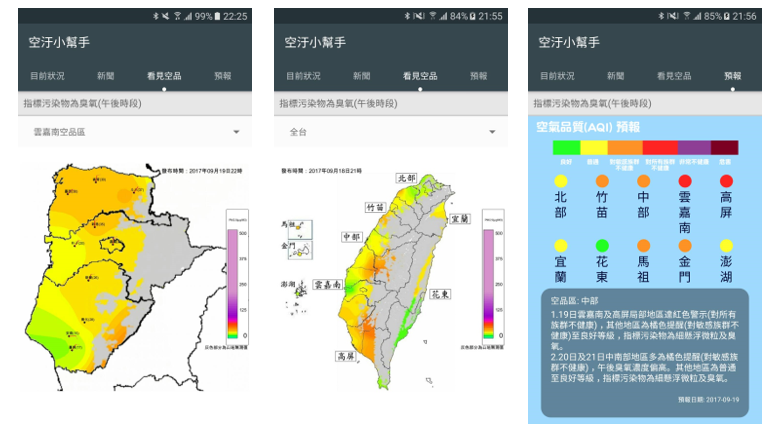 99% 22:25
空汙小幫手
目前狀況 新聞 看見空品 預報
指標污染物為臭氧(午後時段)
雲嘉南空品區
發布時間：2017年09月19日22時
500
375
250
125
0
84% 21:55
空汙小幫手
目前狀況 新聞 看見空品 預報
指標污染物為臭氧(午後時段)
全台
發布時間：2017年09月18日21時
北部
竹苗
宜蘭
馬祖
金門
中部
澎湖
雲嘉南
花東
高屏
500
375
250
125
0
85% 21:56
空汙小幫手
目前狀況 新聞 看見空品 預報
指標污染物為臭氧(午後時段)
空氣品質(AQI) 預報
良好 普通 對敏感族群不健康 對所有族群不健康 非常不健康 危害
北部 竹苗 中部 雲嘉南 高屏
宜蘭 花東 馬祖 金門 澎湖
空品區: 中部
1.19日雲嘉南及高屏局部地區達紅色警示(對所有
族群不健康)，其他地區為橘色提醒(對敏感族群不
健康)至良好等級，指標污染物為細懸浮微粒及臭
氧。
2.20日及21日中南部地區多為橘色提醒(對敏感族
群不健康)，午後臭氧濃度偏高。其他地區為普通
至良好等級，指標污染物為細懸浮微粒及臭氧。
預報日期: 2017-09-19